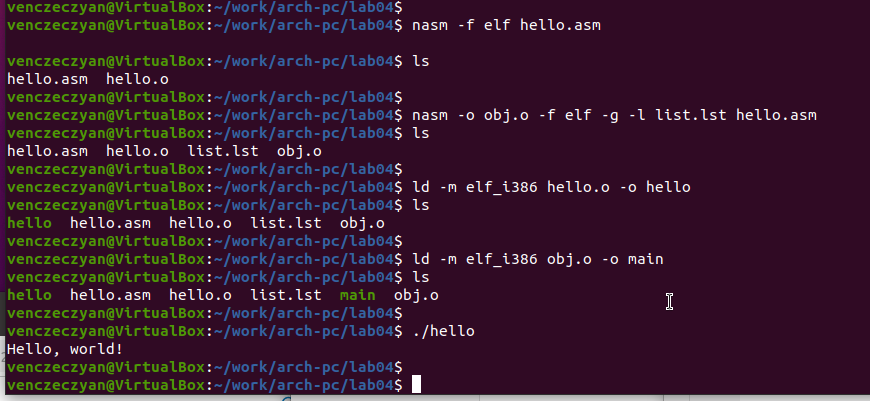 venczeczyan@VirtualBox:~/work/arch-pc/lab04$
venczeczyan@VirtualBox:~/work/arch-pc/lab04$ nasm -f elf hello.asm
venczeczyan@VirtualBox:~/work/arch-pc/lab04$ ls
hello.asm  hello.o
venczeczyan@VirtualBox:~/work/arch-pc/lab04$
venczeczyan@VirtualBox:~/work/arch-pc/lab04$ nasm -o obj.o -f elf -g -l list.lst hello.asm
venczeczyan@VirtualBox:~/work/arch-pc/lab04$ ls
hello.asm  hello.o  list.lst  obj.o
venczeczyan@VirtualBox:~/work/arch-pc/lab04$
venczeczyan@VirtualBox:~/work/arch-pc/lab04$ ld -m elf_i386 hello.o -o hello
venczeczyan@VirtualBox:~/work/arch-pc/lab04$ ls
hello  hello.asm  hello.o  list.lst  obj.o
venczeczyan@VirtualBox:~/work/arch-pc/lab04$
venczeczyan@VirtualBox:~/work/arch-pc/lab04$ ld -m elf_i386 obj.o -o main
venczeczyan@VirtualBox:~/work/arch-pc/lab04$ ls
hello  hello.asm  hello.o  list.lst  main  obj.o
venczeczyan@VirtualBox:~/work/arch-pc/lab04$
venczeczyan@VirtualBox:~/work/arch-pc/lab04$ ./hello
Hello, world!
venczeczyan@VirtualBox:~/work/arch-pc/lab04$
venczeczyan@VirtualBox:~/work/arch-pc/lab04$